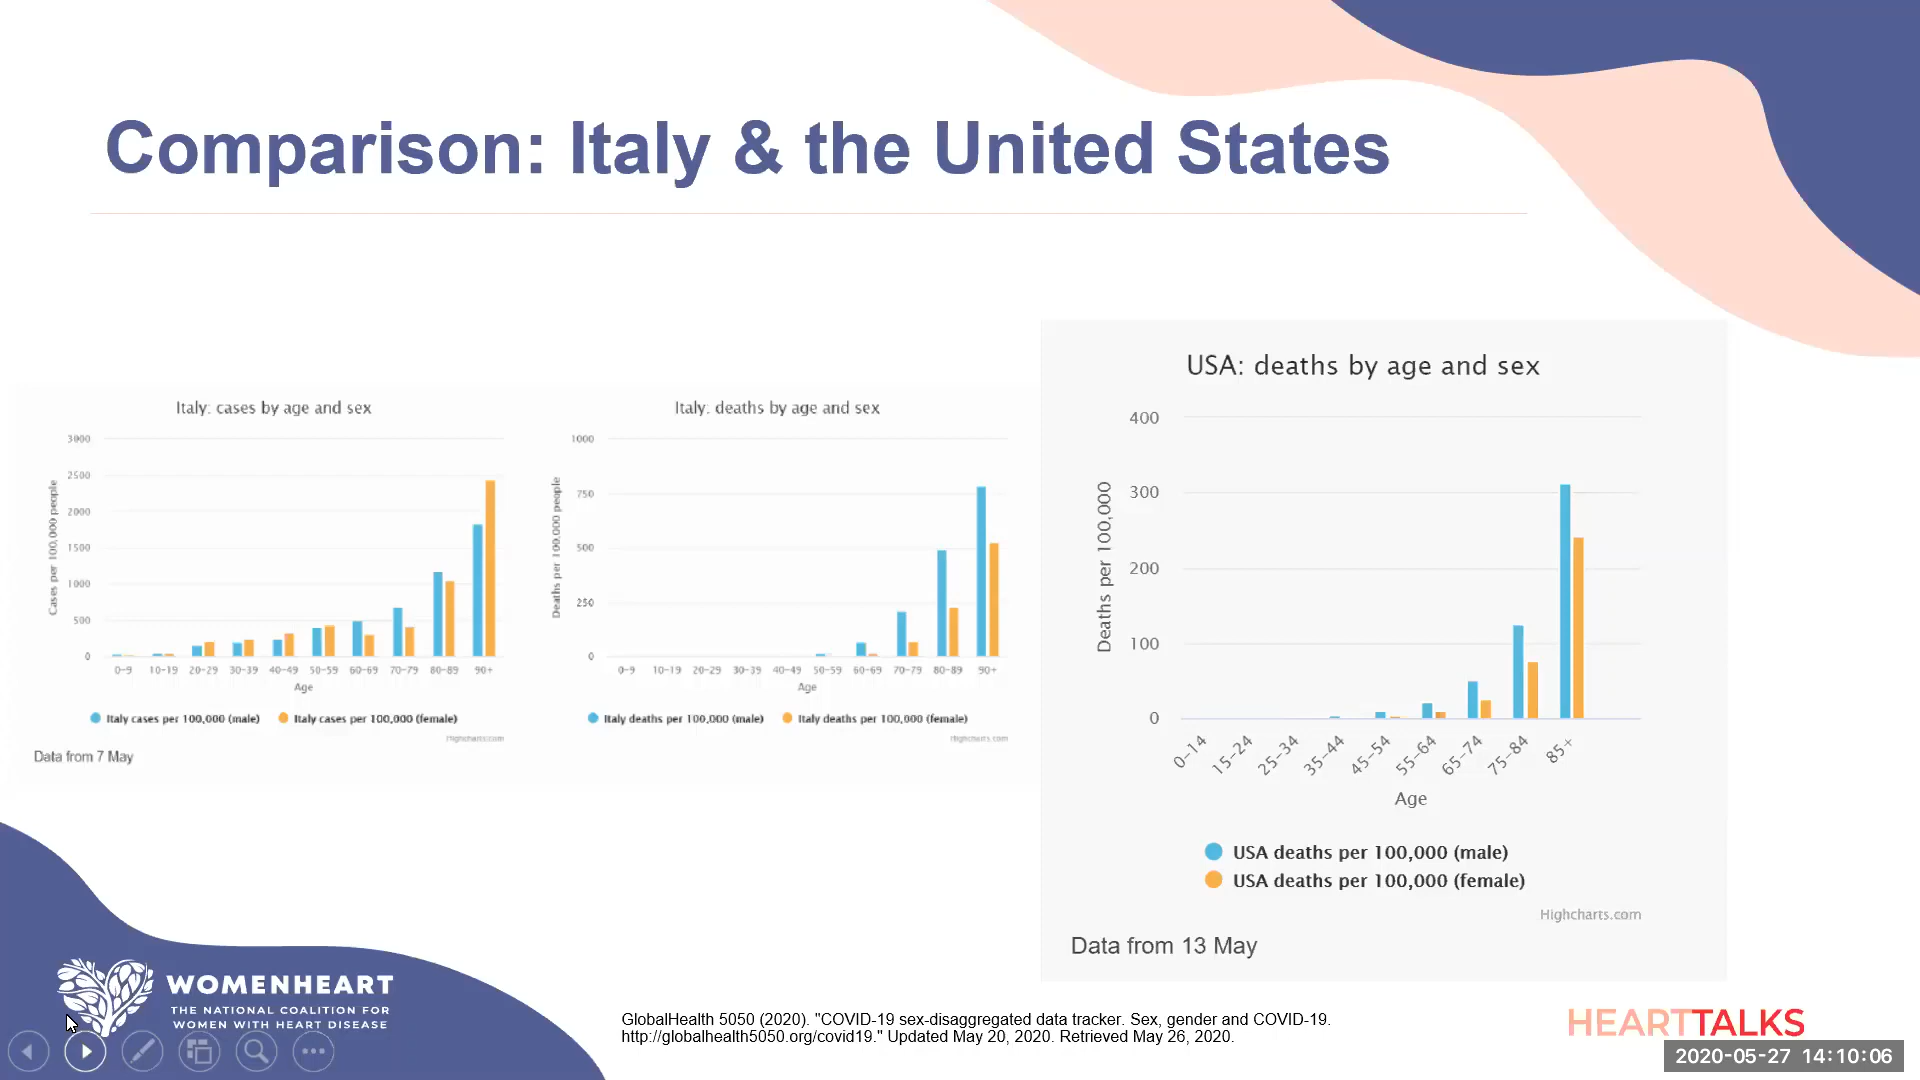 Comparison: Italy & the United States
Italy: cases by age and sex
3000
2500
2000
1500
1000
500
0
Cases per 100,000 people
0-9 10-19 20-29 30-39 40-49 50-59 60-69 70-79 80-89 90+
Age
Italy cases per 100,000 (male) Italy cases per 100,000 (female)
Highcharts.com
Data from 7 May
Italy: deaths by age and sex
1000
750
500
250
0
Deaths per 100,000 people
0-9 10-19 20-29 30-39 40-49 50-59 60-69 70-79 80-89 90+
Age
Italy deaths per 100,000 (male) Italy deaths per 100,000 (female)
Highcharts.com
USA: deaths by age and sex
400
300
200
100
0
Deaths per 100,000
0-14 15-24 25-34 35-44 45-54 55-64 65-74 75-84 85+
Age
USA deaths per 100,000 (male)
USA deaths per 100,000 (female)
Highcharts.com
Data from 13 May
WOMENHEART
THE NATIONAL COALITION FOR
WOMEN WITH HEART DISEASE
GlobalHealth 5050 (2020). "COVID-19 sex-disaggregated data tracker. Sex, gender and COVID-19.
http://globalhealth5050.org/covid19." Updated May 20, 2020. Retrieved May 26, 2020.
HEARTTALKS
2020-05-27 14:10:06